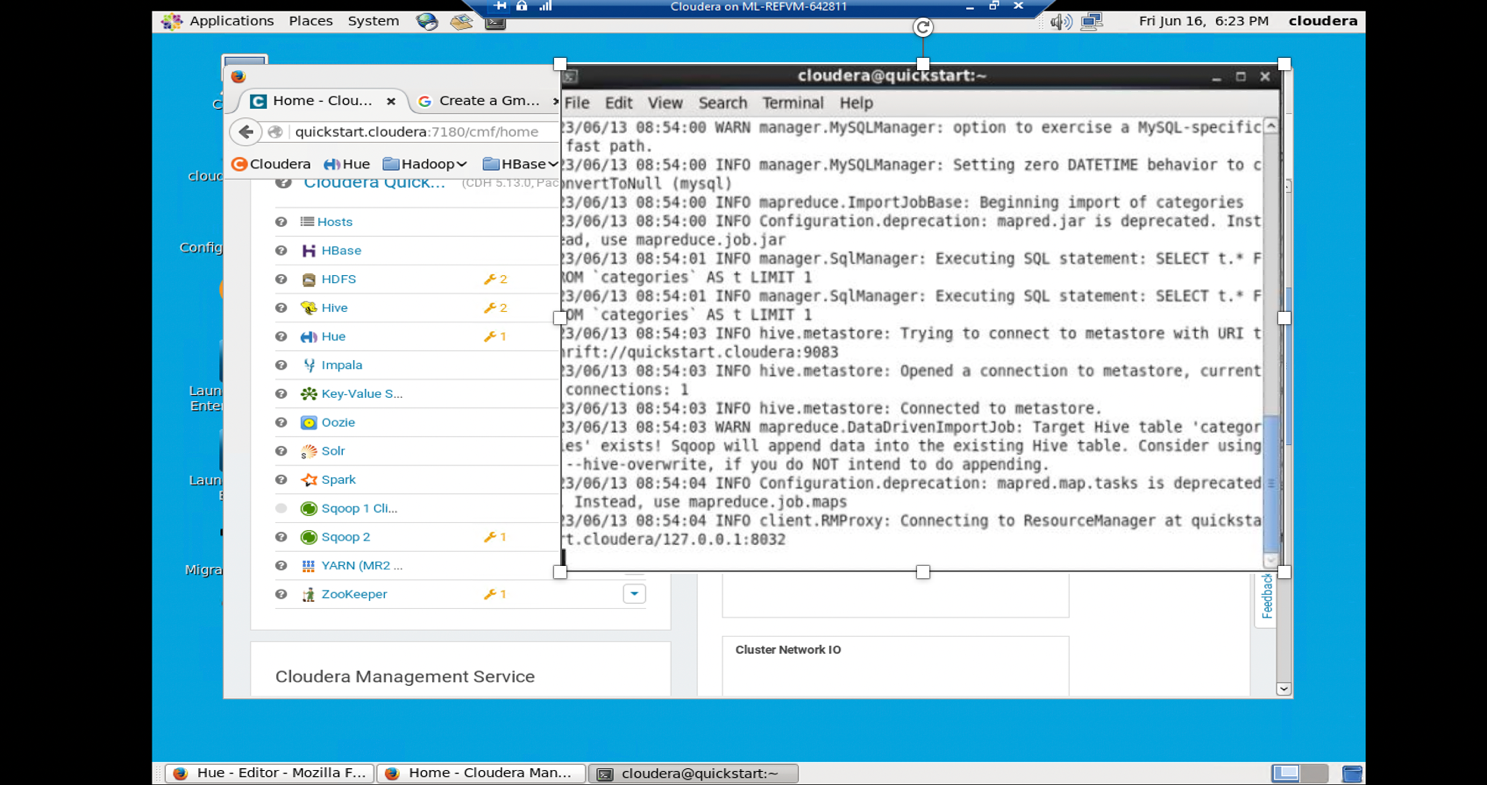 Cloudera on ML-REFVM-642811
Applications Places System
Fri Jun 16, 6:23 PM cloudera
Home - Clou...
Create a Gm...
quickstart.cloudera:7180/cmf/home
Cloudera Hue Hadoop HBase
Cloudera Quick... (CDH 5.13.0, Pac
Hosts
HBase
HDFS 2
Hive 2
Hue 1
Impala
Key-Value S...
Oozie
Solr
Spark
Sqoop 1 Cli...
Sqoop 2 1
YARN (MR2 ...
ZooKeeper 1
Cloudera Management Service
cloudera@quickstart:~
File Edit View Search Terminal Help
23/06/13 08:54:00 WARN manager.MySQLManager: option to exercise a MySQL-specific
fast path.
23/06/13 08:54:00 INFO manager.MySQLManager: Setting zero DATETIME behavior to c
onvertToNull (mysql)
23/06/13 08:54:00 INFO mapreduce.ImportJobBase: Beginning import of categories
23/06/13 08:54:00 INFO Configuration.deprecation: mapred.jar is deprecated. Inst
ead, use mapreduce.job.jar
23/06/13 08:54:01 INFO manager.SqlManager: Executing SQL statement: SELECT t.* F
ROM `categories` AS t LIMIT 1
23/06/13 08:54:01 INFO manager.SqlManager: Executing SQL statement: SELECT t.* F
ROM `categories` AS t LIMIT 1
23/06/13 08:54:03 INFO hive.metastore: Trying to connect to metastore with URI t
hrift://quickstart.cloudera:9083
23/06/13 08:54:03 INFO hive.metastore: Opened a connection to metastore, current
connections: 1
23/06/13 08:54:03 INFO hive.metastore: Connected to metastore.
23/06/13 08:54:03 WARN mapreduce.DataDrivenImportJob: Target Hive table 'categor
ies' exists! Sqoop will append data into the existing Hive table. Consider using
--hive-overwrite, if you do NOT intend to do appending.
23/06/13 08:54:04 INFO Configuration.deprecation: mapred.map.tasks is deprecated
. Instead, use mapreduce.job.maps
23/06/13 08:54:04 INFO client.RMProxy: Connecting to ResourceManager at quicksta
rt.cloudera/127.0.0.1:8032
Cluster Network IO
Feedback
clou
Config
Laun
Enter
Laun
Migra
Hue - Editor - Mozilla F...
Home - Cloudera Man...
cloudera@quickstart:~